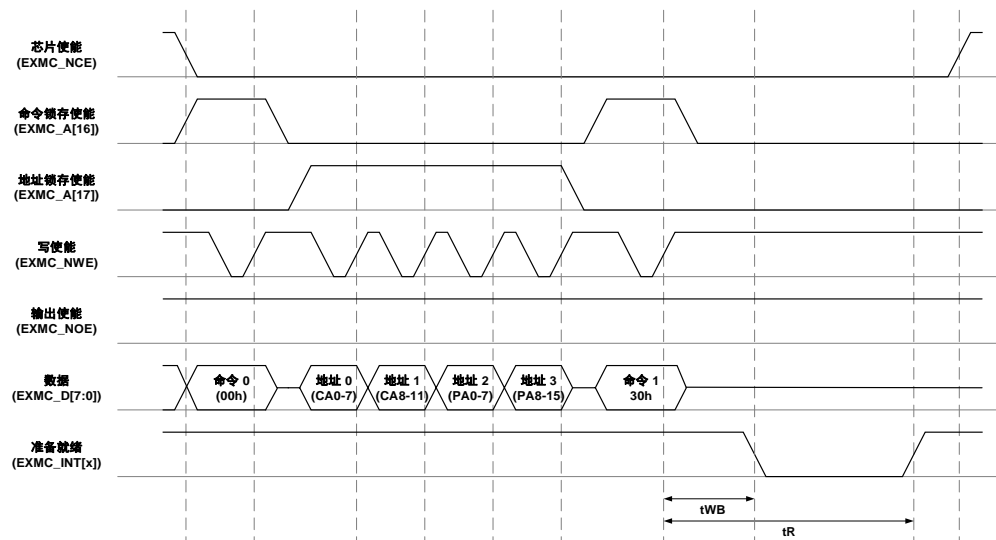 芯片使能
(EXMC_NCE)
命令锁存使能
(EXMC_A[16])
地址锁存使能
(EXMC_A[17])
写使能
(EXMC_NWE)
输出使能
(EXMC_NOE)
数据
(EXMC_D[7:0])
命令 0
(00h)
地址 0
(CA0-7)
地址 1
(CA8-11)
地址 2
(PA0-7)
地址 3
(PA8-15)
命令 1
30h
准备就绪
(EXMC_INT[x])
tWB
tR